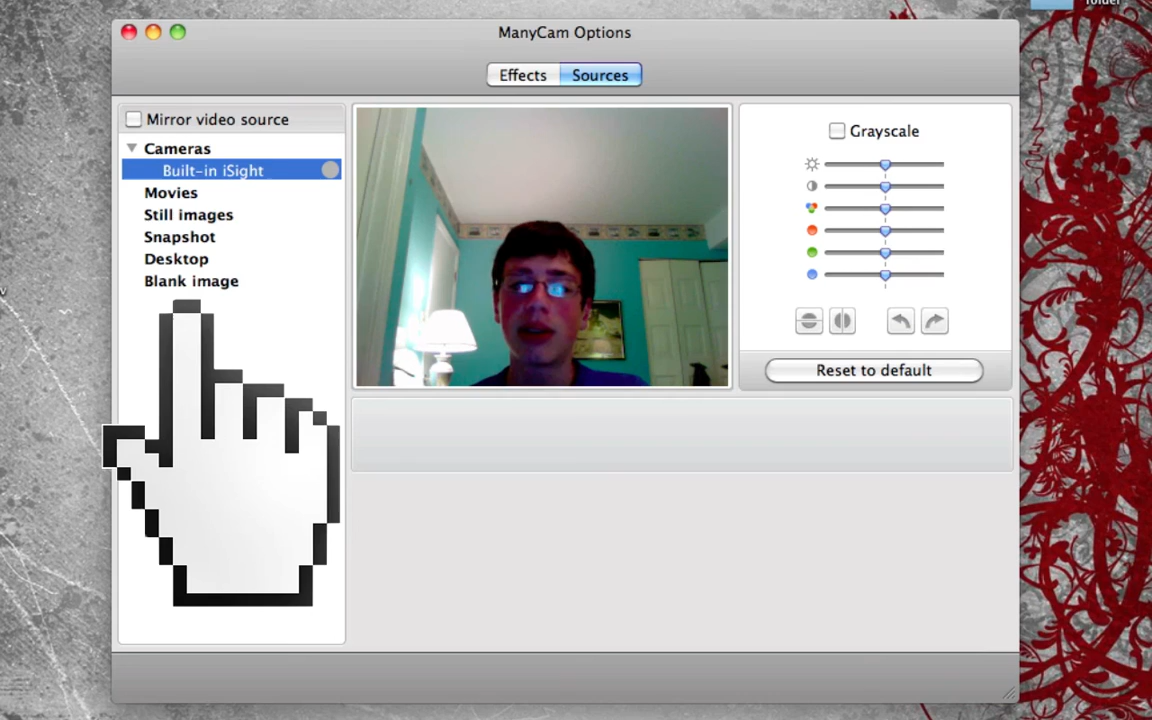 folder
ManyCam Options
Effects
Sources
Mirror video source
Cameras
Built-in iSight
Movies
Still images
Snapshot
Desktop
Blank image
Grayscale
Reset to default